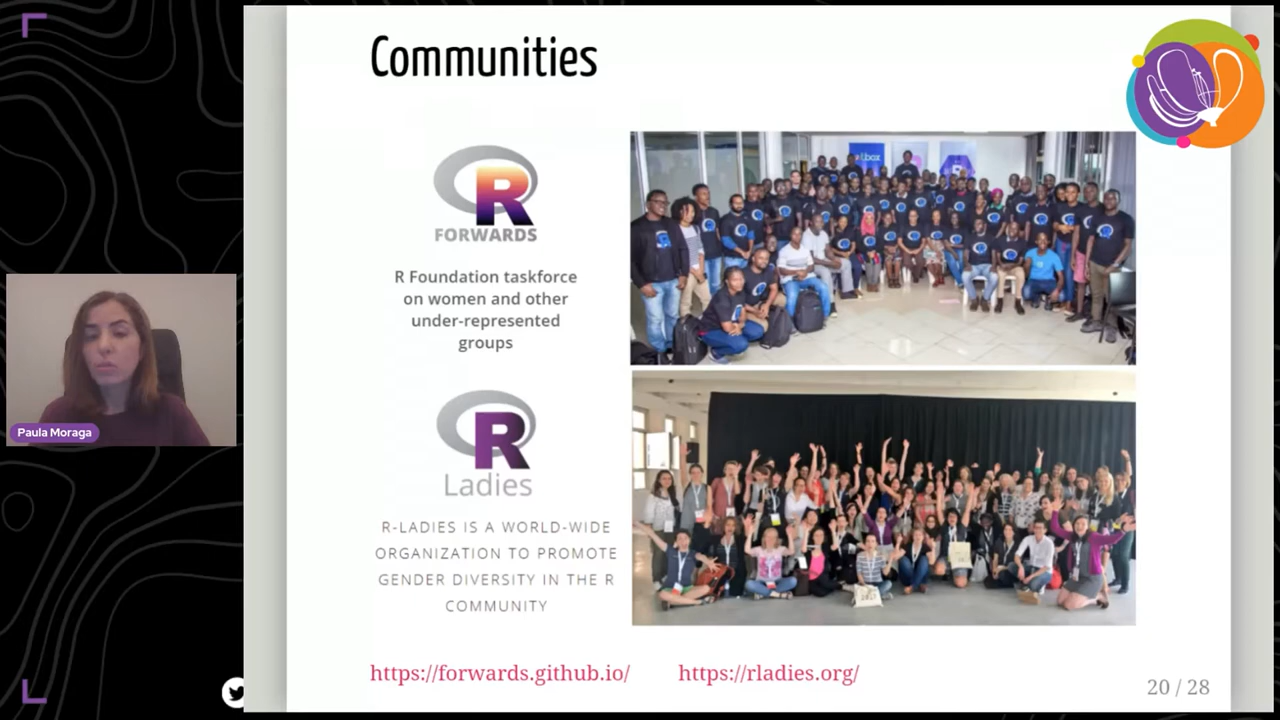 Communities
R
FORWARDS
R Foundation taskforce
on women and other
under-represented
groups
R
Ladies
R-LADIES IS A WORLD-WIDE
ORGANIZATION TO PROMOTE
GENDER DIVERSITY IN THE R
COMMUNITY
https://forwards.github.io/
https://rladies.org/
20 / 28
Paula Moraga